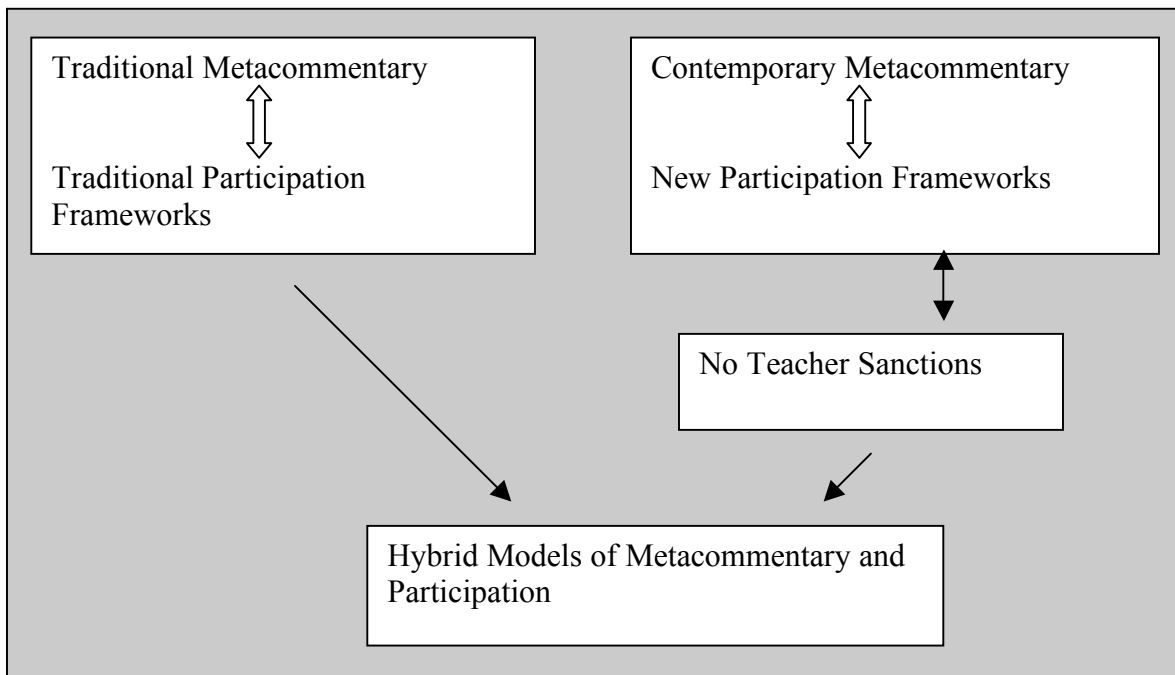 Traditional Metacommentary
Traditional Participation
Frameworks
Contemporary Metacommentary
New Participation Frameworks
No Teacher Sanctions
Hybrid Models of Metacommentary and
Participation